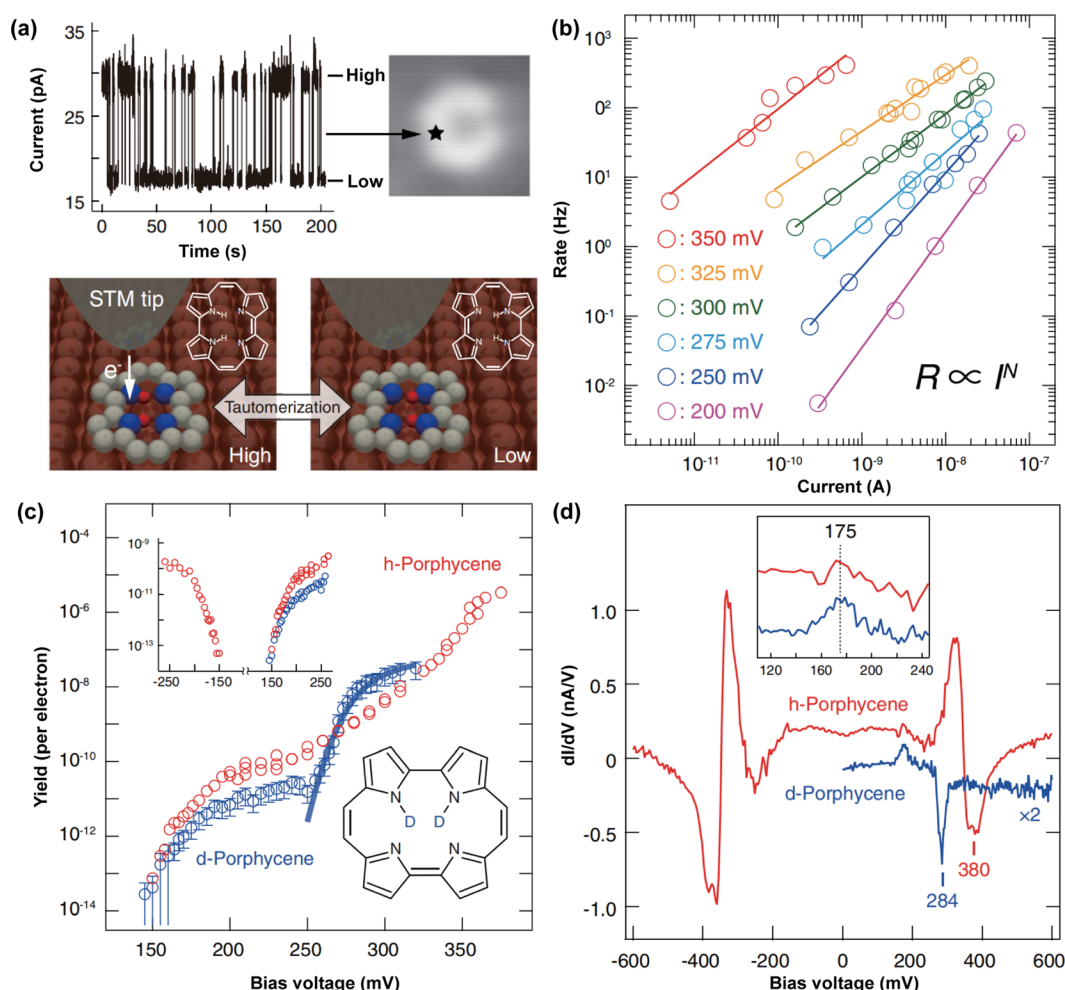 (a)
35
25
15
Current (pA)
High
Low
0 50 100 150 200
Time (s)
STM tip
e-
N H N
N H N
High
Tautomerization
N H N
N H N
Low
(b)
10³
10²
10¹
10⁰
10⁻¹
10⁻²
Rate (Hz)
: 350 mV
: 325 mV
: 300 mV
: 275 mV
: 250 mV
: 200 mV
R ∝ Iᴺ
10⁻¹¹ 10⁻¹⁰ 10⁻⁹ 10⁻⁸ 10⁻⁷
Current (A)
(c)
10⁻⁴
10⁻⁶
10⁻⁸
10⁻¹⁰
10⁻¹²
10⁻¹⁴
Yield (per electron)
10⁻⁹
10⁻¹¹
10⁻¹³
-250 -150 150 250
h-Porphycene
d-Porphycene
N N
D D
N N
150 200 250 300 350
Bias voltage (mV)
(d)
175
110 140 170 200 245
1.0
0.5
0
-0.5
-1.0
dI/dV (nA/V)
h-Porphycene
d-Porphycene
×2
380
284
-600 -400 -200 0 200 400 600
Bias voltage (mV)